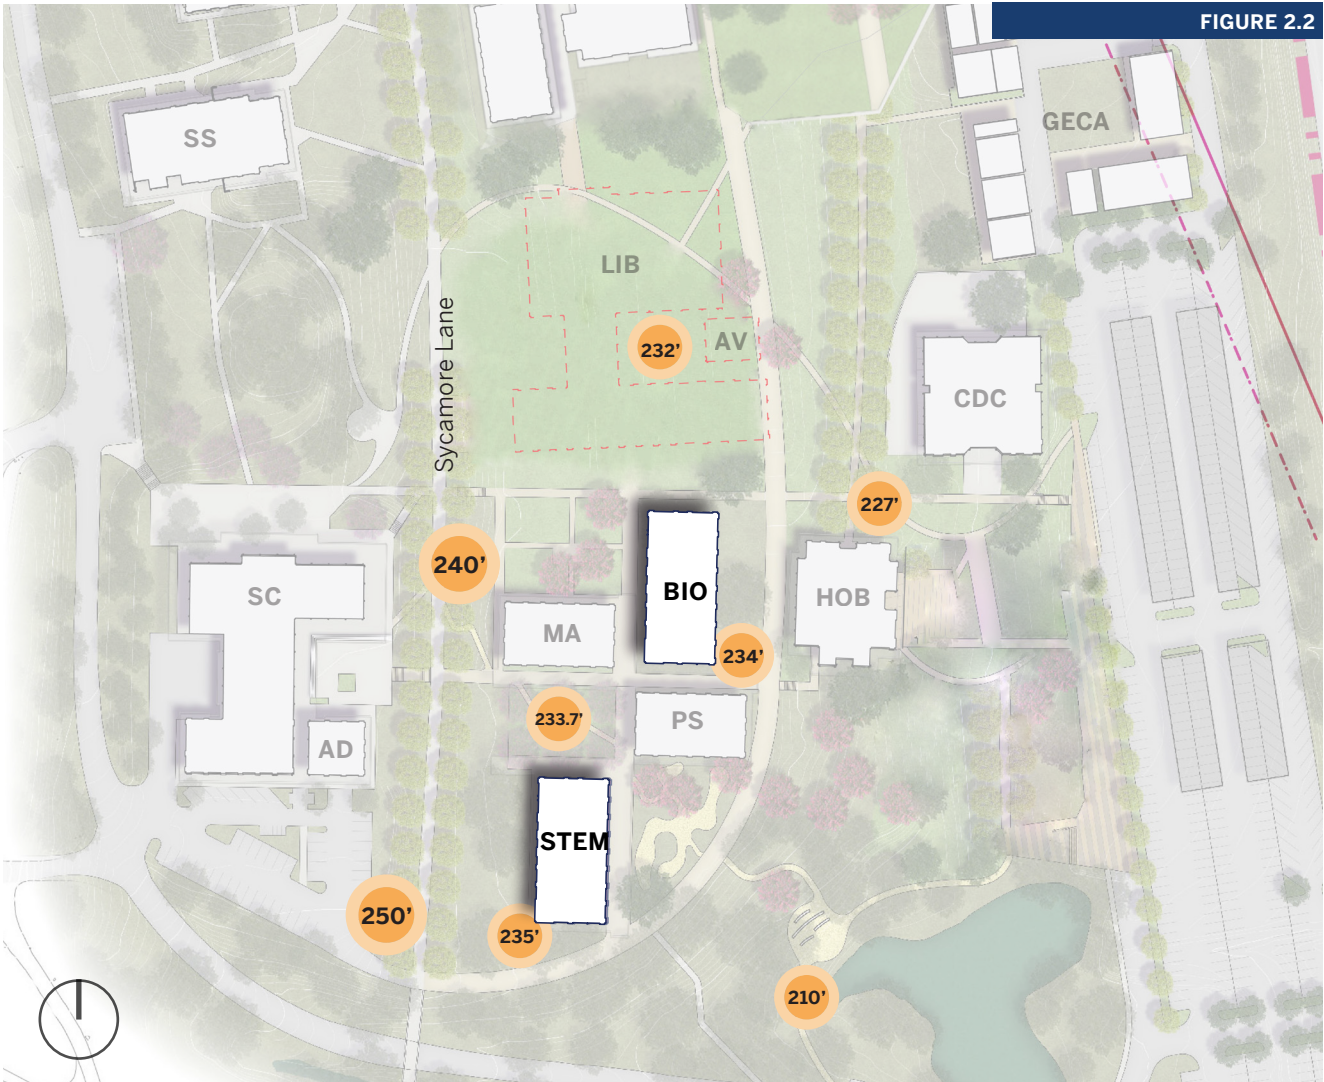 FIGURE 2.2
GECA
SS
LIB
Sycamore Lane
AV
232’
CDC
227’
240’
BIO
SC
HOB
MA
234’
233.7’
PS
AD
STEM
250’
235’
210’